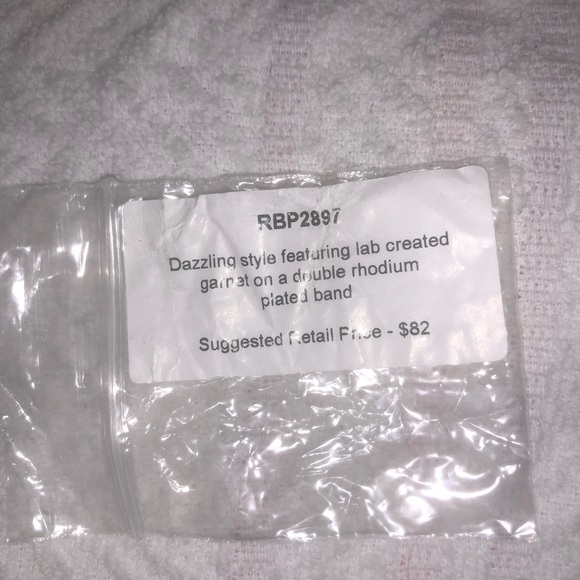 RBP2897
Dazzling style featuring lab created
garnet on a double rhodium
plated band
Suggested Retail Price - $82